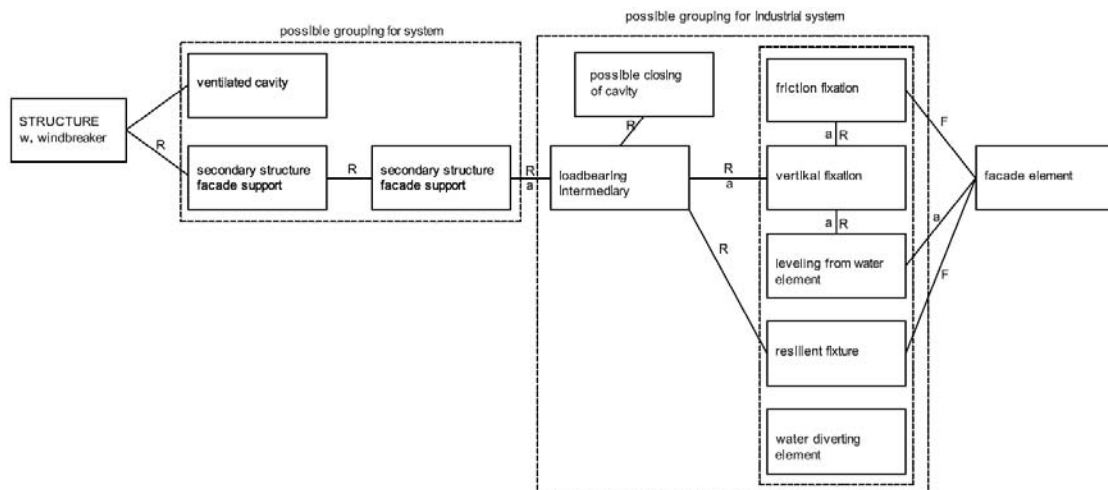 possible grouping for industrial system
possible grouping for system
STRUCTURE
w, windbreaker
R
ventilated cavity
secondary structure
facade support
R
secondary structure
facade support
R
a
possible closing
of cavity
R
loadbearing
intermediary
R
a
R
friction fixation
a R
vertikal fixation
a R
leveling from water
element
resilient fixture
water diverting
element
F
a
F
facade element